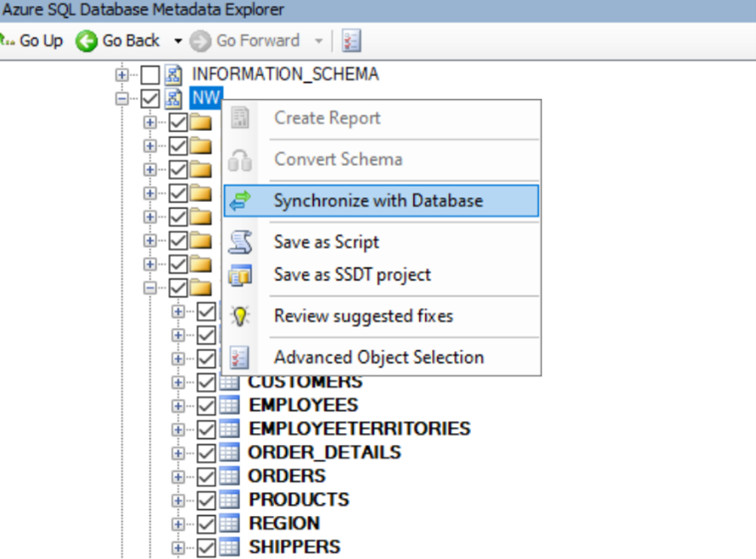 Azure SQL Database Metadata Explorer
Go Up Go Back Go Forward
INFORMATION_SCHEMA
NW
Create Report
Convert Schema
Synchronize with Database
Save as Script
Save as SSDT project
Review suggested fixes
Advanced Object Selection
CUSTOMERS
EMPLOYEES
EMPLOYEETERRITORIES
ORDER_DETAILS
ORDERS
PRODUCTS
REGION
SHIPPERS